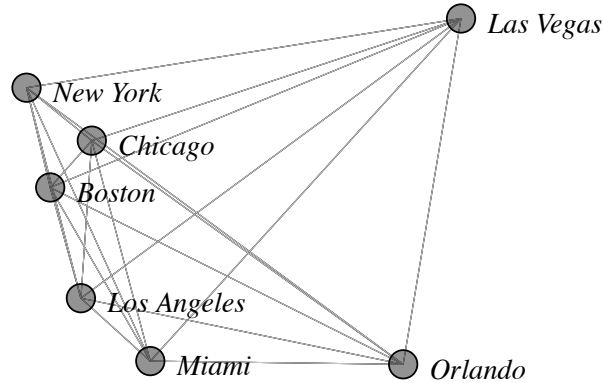 Las Vegas
New York
Chicago
Boston
Los Angeles
Miami
Orlando